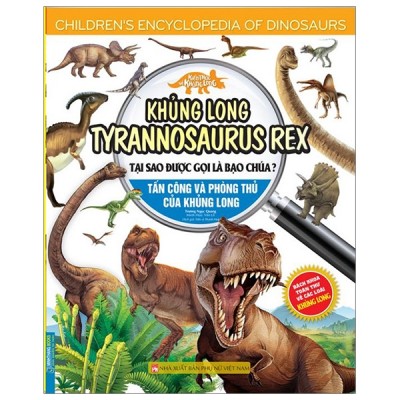 CHILDREN'S ENCYCLOPEDIA OF DINOSAURS
KHỦNG LONG
TYRANNOSAURUS REX
TẠI SAO ĐƯỢC GỌI LÀ BẠO CHÚA?
TẤN CÔNG VÀ PHÒNG THỦ
CỦA KHỦNG LONG
BÁCH KHOA
TOÀN THƯ
VỀ CÁC LOÀI
KHỦNG LONG
NHÀ XUẤT BẢN PHỤ NỮ VIỆT NAM